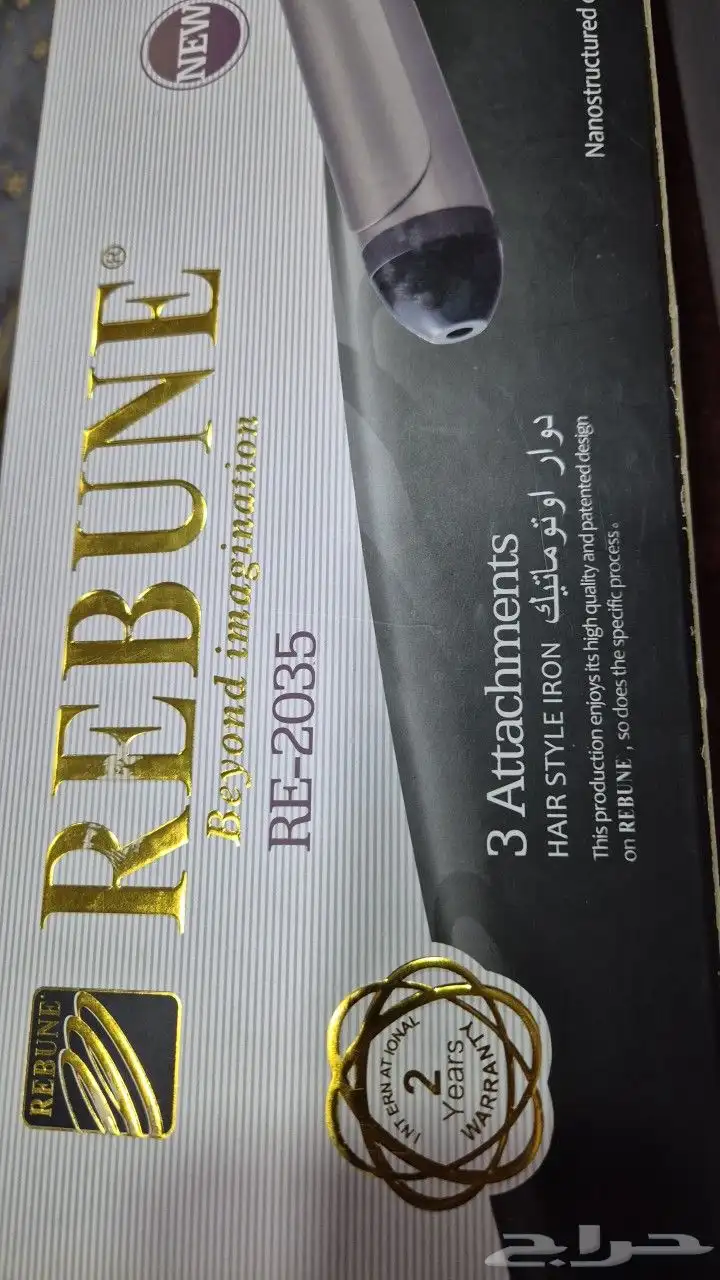 NEW
REBUNE®
Beyond imagination
RE-2035
REBUNE
INTERNATIONAL
2
Years
WARRANTY
3 Attachments
HAIR STYLE IRON دوار اوتوماتيك
This production enjoys its high quality and patented design
on REBUNE , so does the specific process。
Nanostructured
حراج